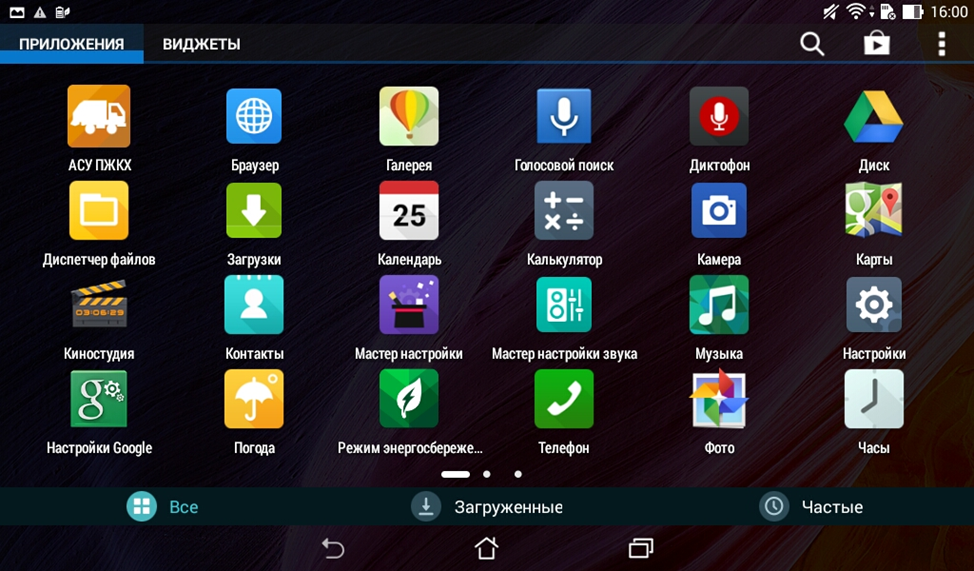 16:00
ПРИЛОЖЕНИЯ ВИДЖЕТЫ
АСУ ПЖКХ Браузер Галерея Голосовой поиск Диктофон Диск
25
Диспетчер файлов Загрузки Календарь Калькулятор Камера Карты
03:06:29
Киностудия Контакты Мастер настройки Мастер настройки звука Музыка Настройки
g
Настройки Google Погода Режим энергосбереже... Телефон Фото Часы
Все Загруженные Частые